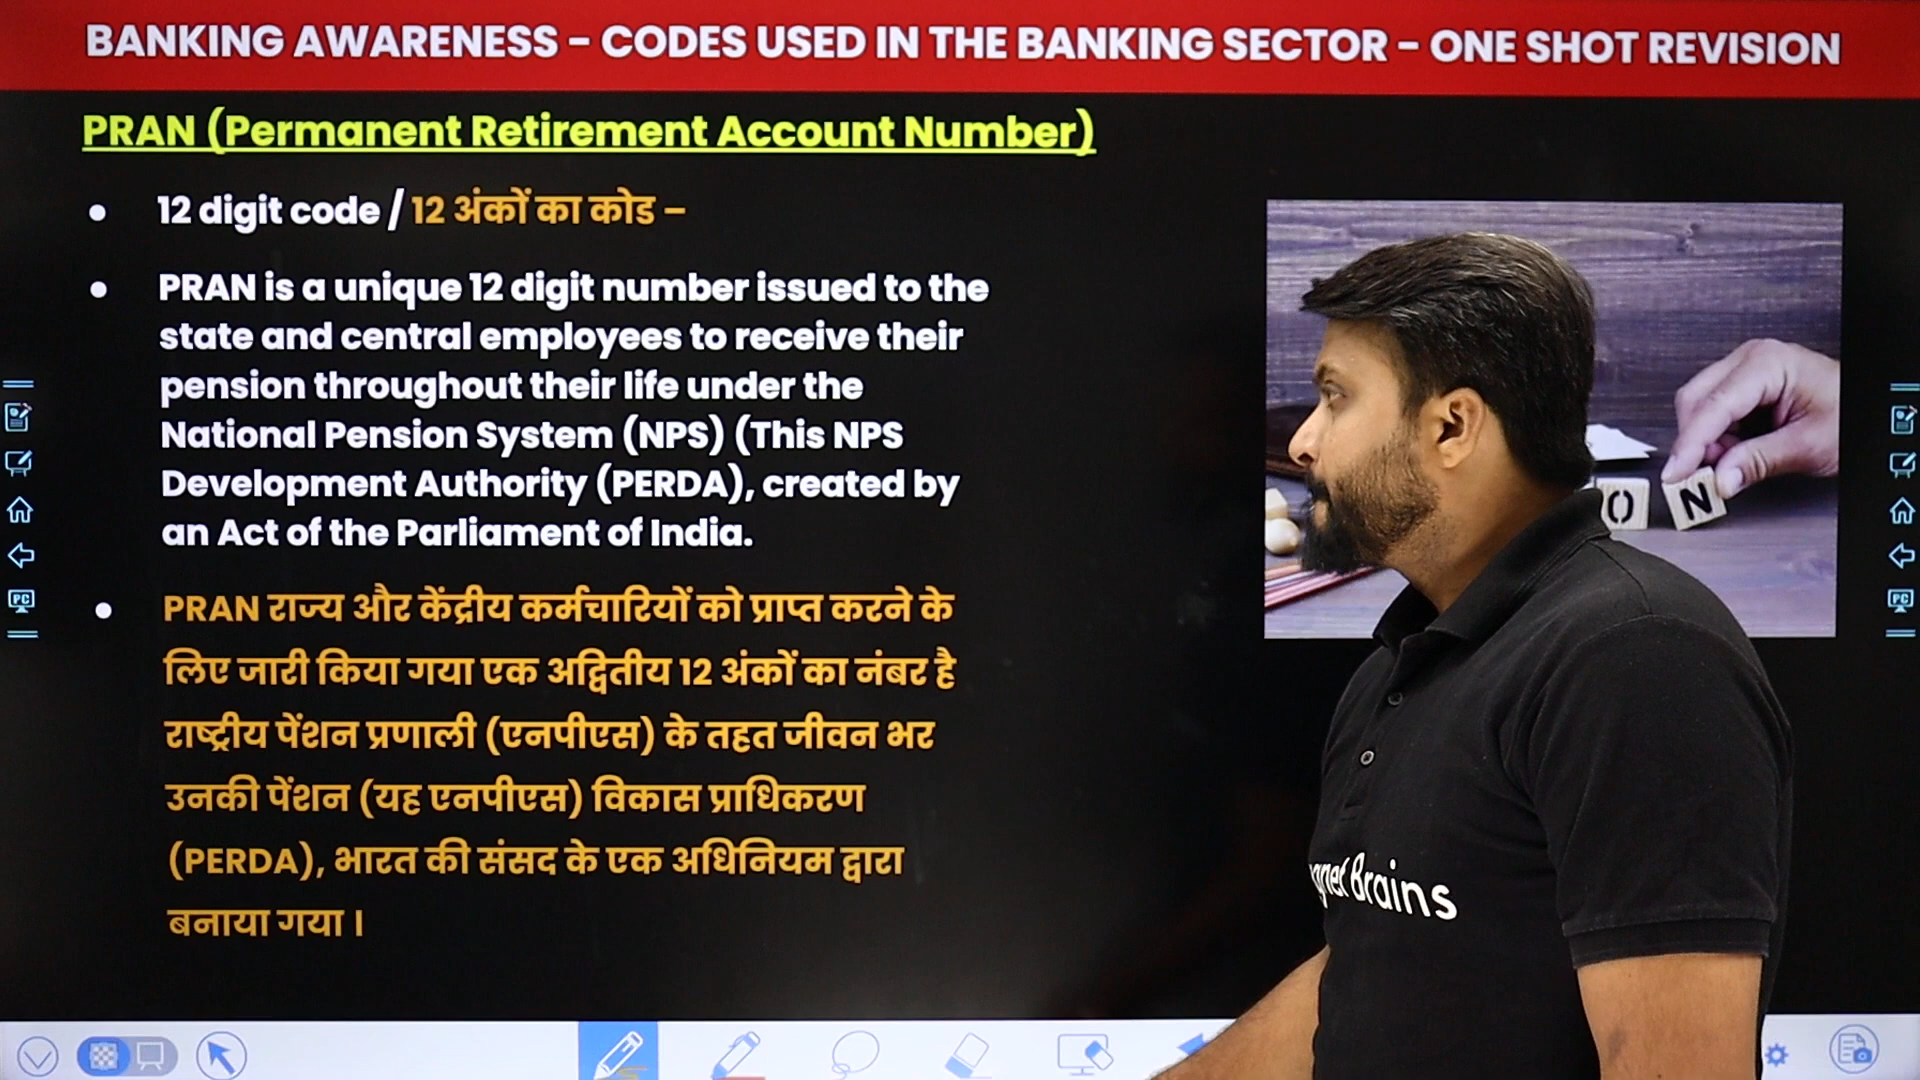 BANKING AWARENESS - CODES USED IN THE BANKING SECTOR - ONE SHOT REVISION
PRAN (Permanent Retirement Account Number)
12 digit code / 12 अंकों का कोड –
PRAN is a unique 12 digit number issued to the
state and central employees to receive their
pension throughout their life under the
National Pension System (NPS) (This NPS
Development Authority (PERDA), created by
an Act of the Parliament of India.
PRAN राज्य और केंद्रीय कर्मचारियों को प्राप्त करने के
लिए जारी किया गया एक अद्वितीय 12 अंकों का नंबर है
राष्ट्रीय पेंशन प्रणाली (एनपीएस) के तहत जीवन भर
उनकी पेंशन (यह एनपीएस) विकास प्राधिकरण
(PERDA), भारत की संसद के एक अधिनियम द्वारा
बनाया गया ।
O N
Brains
PC
PC